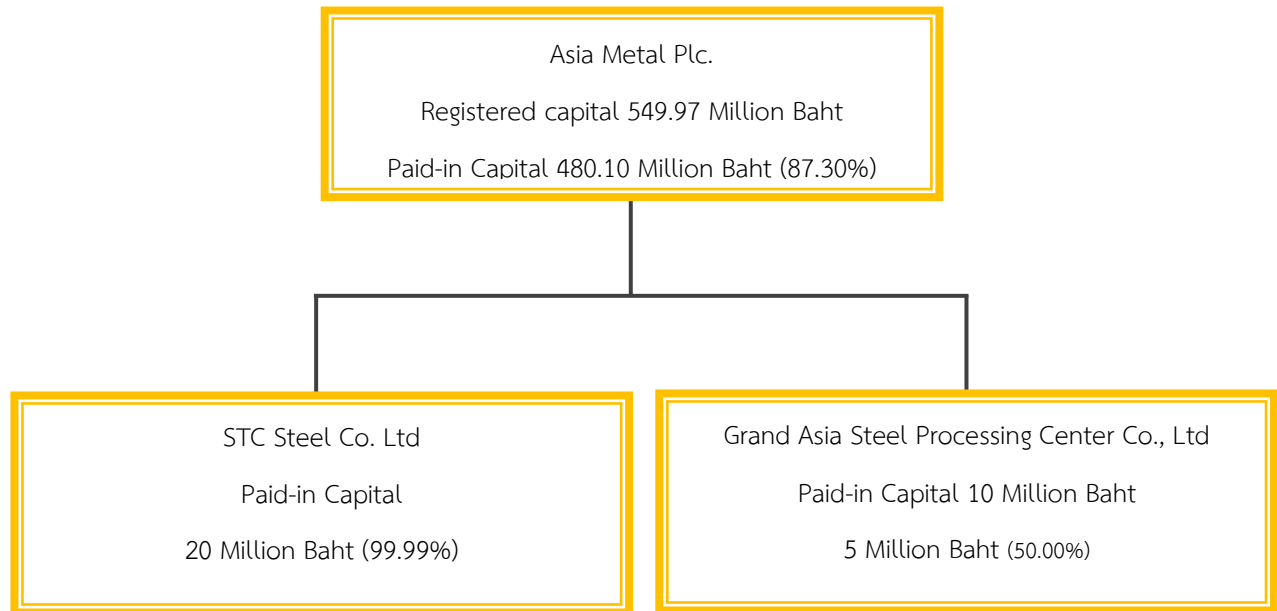 Asia Metal Plc.
Registered capital 549.97 Million Baht
Paid-in Capital 480.10 Million Baht (87.30%)
STC Steel Co. Ltd
Paid-in Capital
20 Million Baht (99.99%)
Grand Asia Steel Processing Center Co., Ltd
Paid-in Capital 10 Million Baht
5 Million Baht (50.00%)